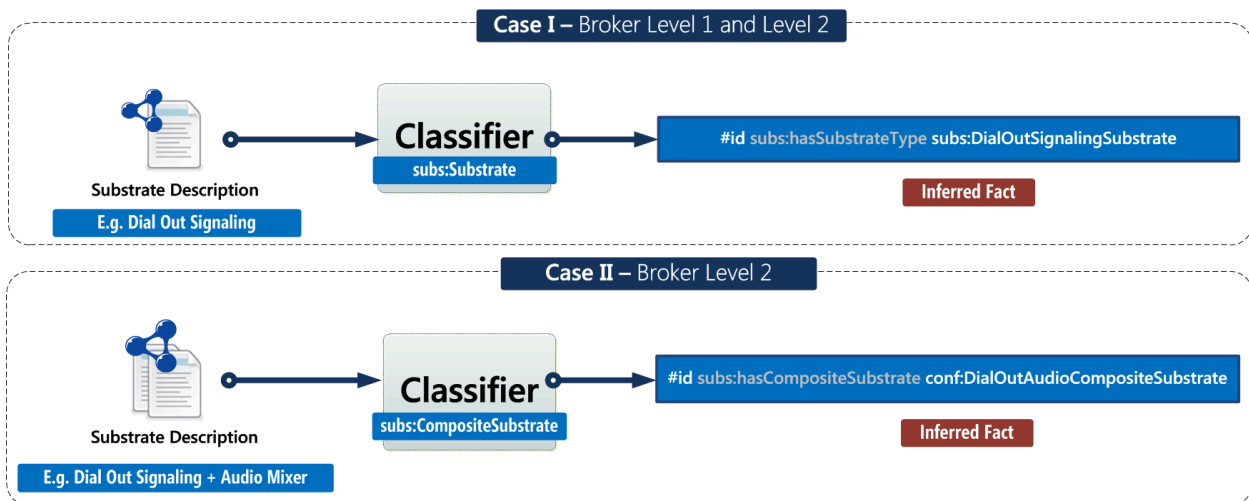 Case I – Broker Level 1 and Level 2
Classifier
subs:Substrate
#id subs:hasSubstrateType subs:DialOutSignalingSubstrate
Substrate Description
Inferred Fact
E.g. Dial Out Signaling
Case II – Broker Level 2
Classifier
subs:CompositeSubstrate
#id subs:hasCompositeSubstrate conf:DialOutAudioCompositeSubstrate
Substrate Description
Inferred Fact
E.g. Dial Out Signaling + Audio Mixer